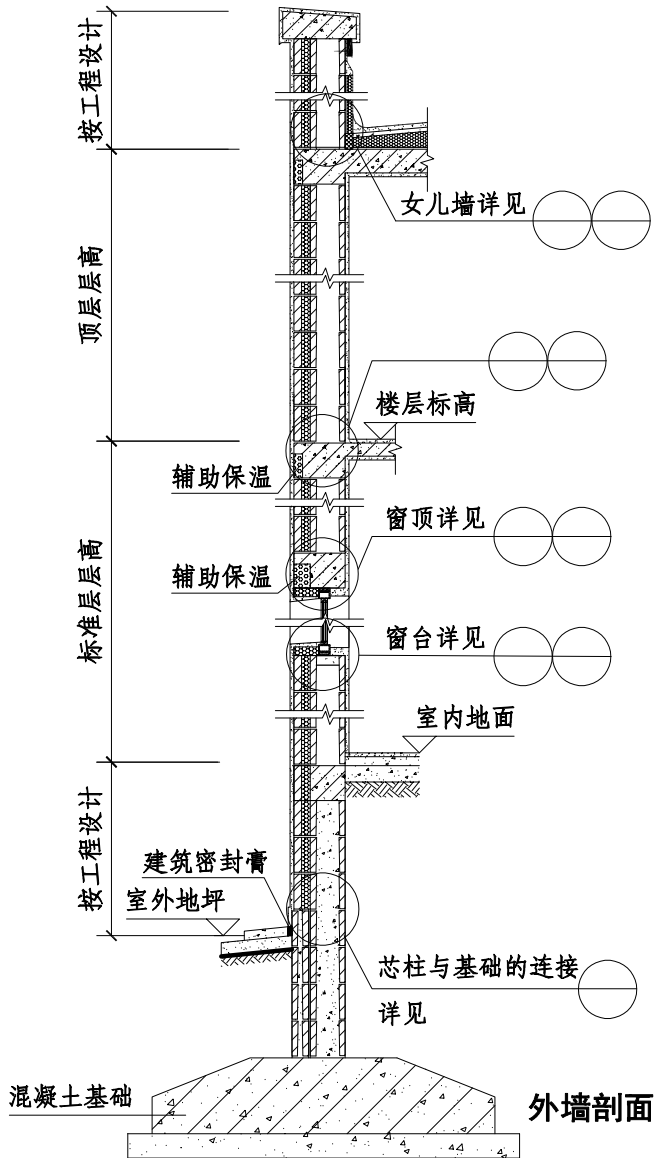 按工程设计
女儿墙详见
顶层层高
楼层标高
辅助保温
窗顶详见
辅助保温
标准层层高
窗台详见
室内地面
按工程设计
建筑密封膏
室外地坪
芯柱与基础的连接
详见
混凝土基础
外墙剖面